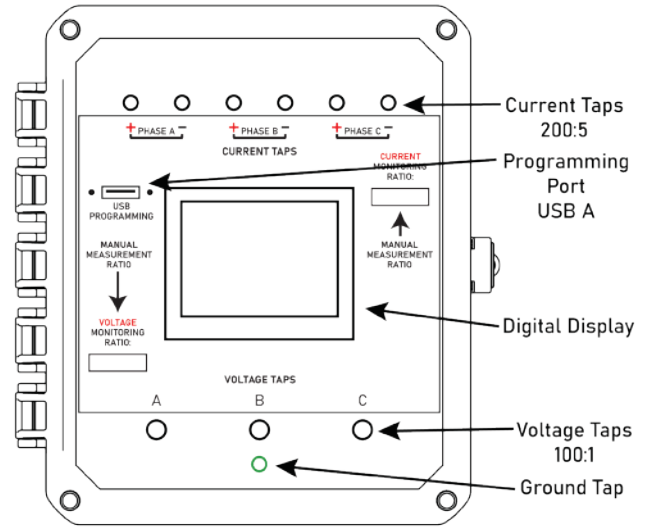 + PHASE A -
+ PHASE B -
+ PHASE C -
CURRENT TAPS
Current Taps
200:5
CURRENT
MONITORING
RATIO:
Programming
Port
USB A
USB
PROGRAMMING
MANUAL
MEASUREMENT
RATIO
MANUAL
MEASUREMENT
RATIO
VOLTAGE
MONITORING
RATIO:
Digital Display
VOLTAGE TAPS
A B C
Voltage Taps
100:1
Ground Tap